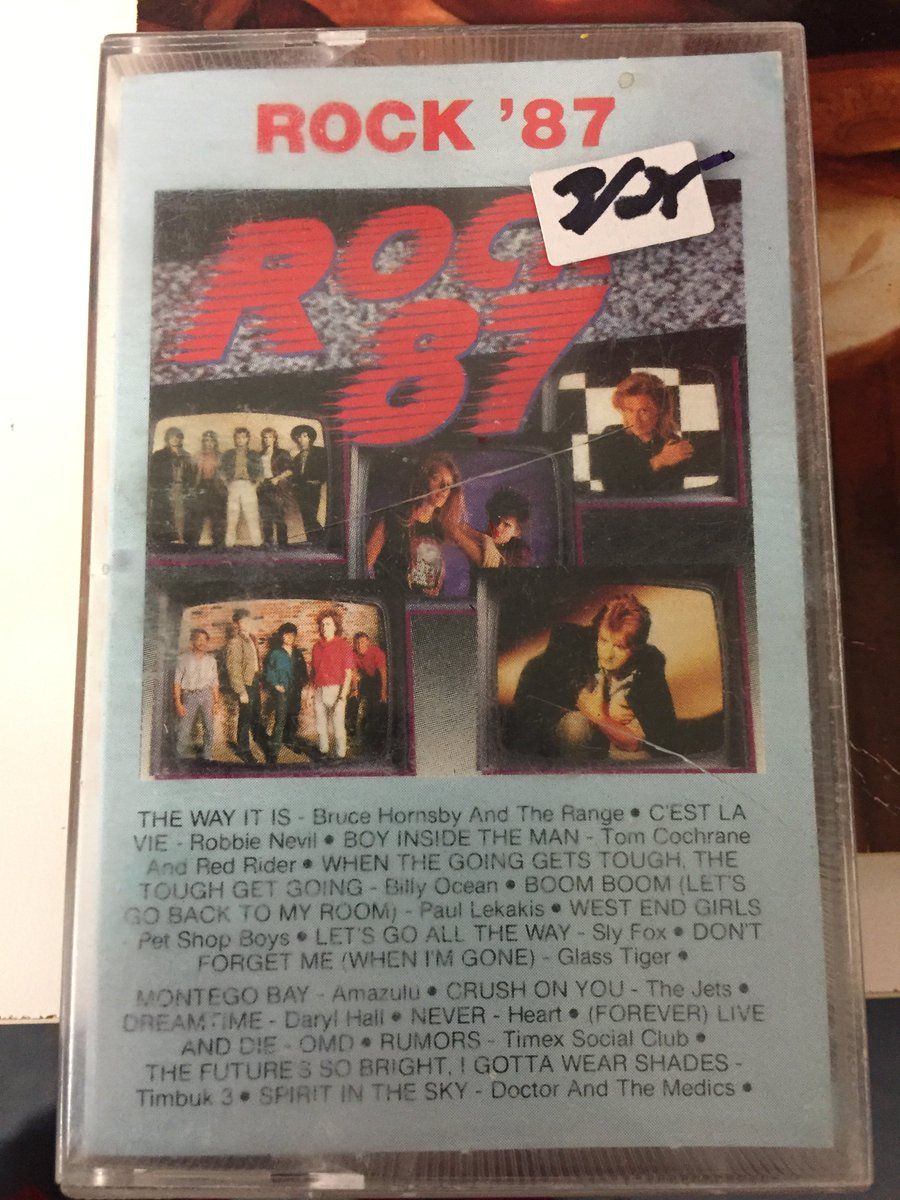 ROCK '87
ROCK
87
THE WAY IT IS - Bruce Hornsby And The Range • C'EST LA
VIE - Robbie Nevil • BOY INSIDE THE MAN - Tom Cochrane
And Red Rider • WHEN THE GOING GETS TOUGH, THE
TOUGH GET GOING - Billy Ocean • BOOM BOOM (LET'S
GO BACK TO MY ROOM) - Paul Lekakis • WEST END GIRLS
- Pet Shop Boys • LET'S GO ALL THE WAY - Sly Fox • DON'T
FORGET ME (WHEN I'M GONE) - Glass Tiger •
MONTEGO BAY - Amazulu • CRUSH ON YOU - The Jets •
DREAMTIME - Daryl Hall • NEVER - Heart • (FOREVER) LIVE
AND DIE - OMD • RUMORS - Timex Social Club •
THE FUTURE'S SO BRIGHT, I GOTTA WEAR SHADES -
Timbuk 3 • SPIRIT IN THE SKY - Doctor And The Medics •